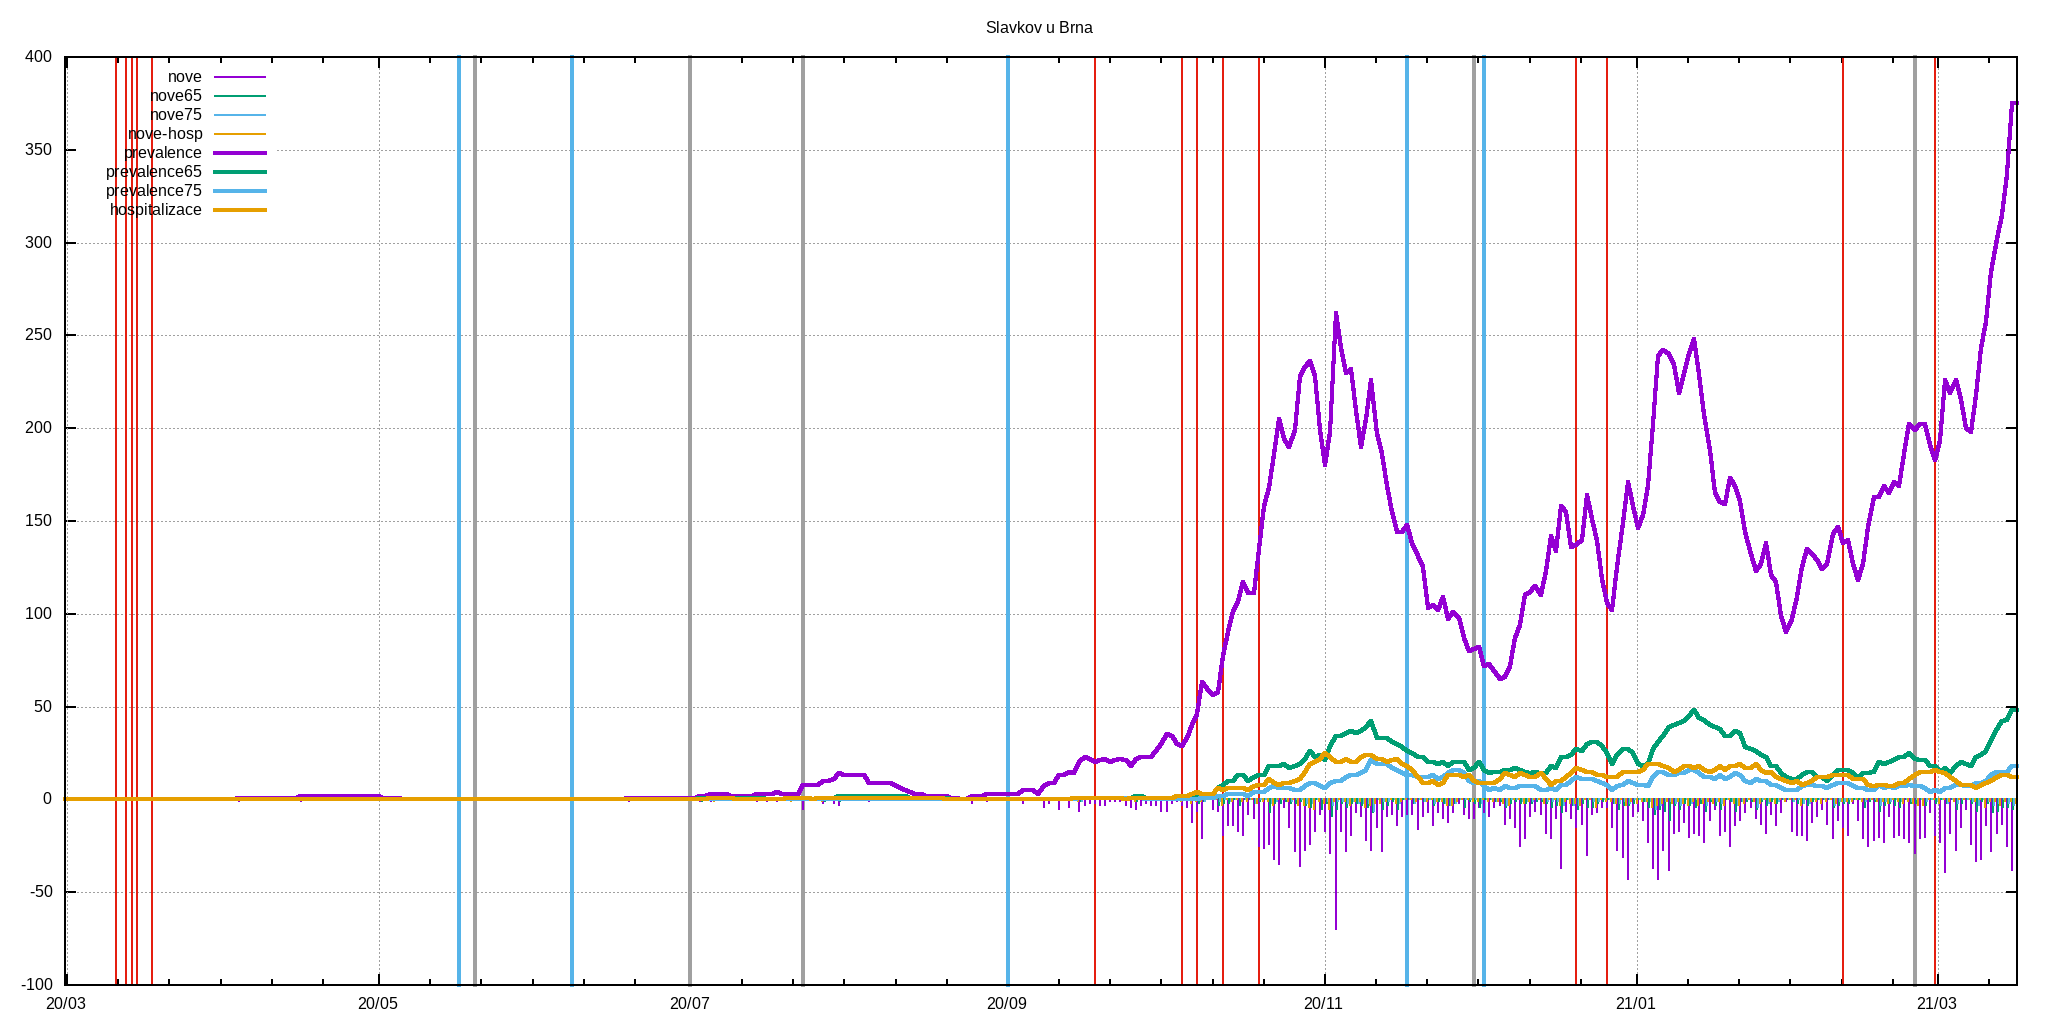 Slavkov u Brna
400
350
300
250
200
150
100
50
0
-50
-100
nove
nove65
nove75
nove-hosp
prevalence
prevalence65
prevalence75
hospitalizace
20/03 20/05 20/07 20/09 20/11 21/01 21/03